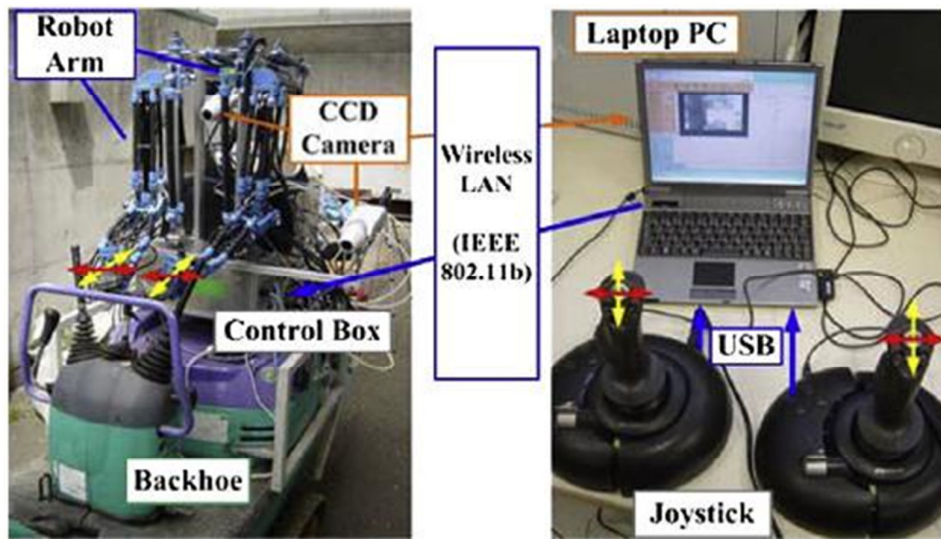 Robot
Arm
CCD
Camera
Control Box
Backhoe
Wireless
LAN
(IEEE
802.11b)
Laptop PC
USB
Joystick